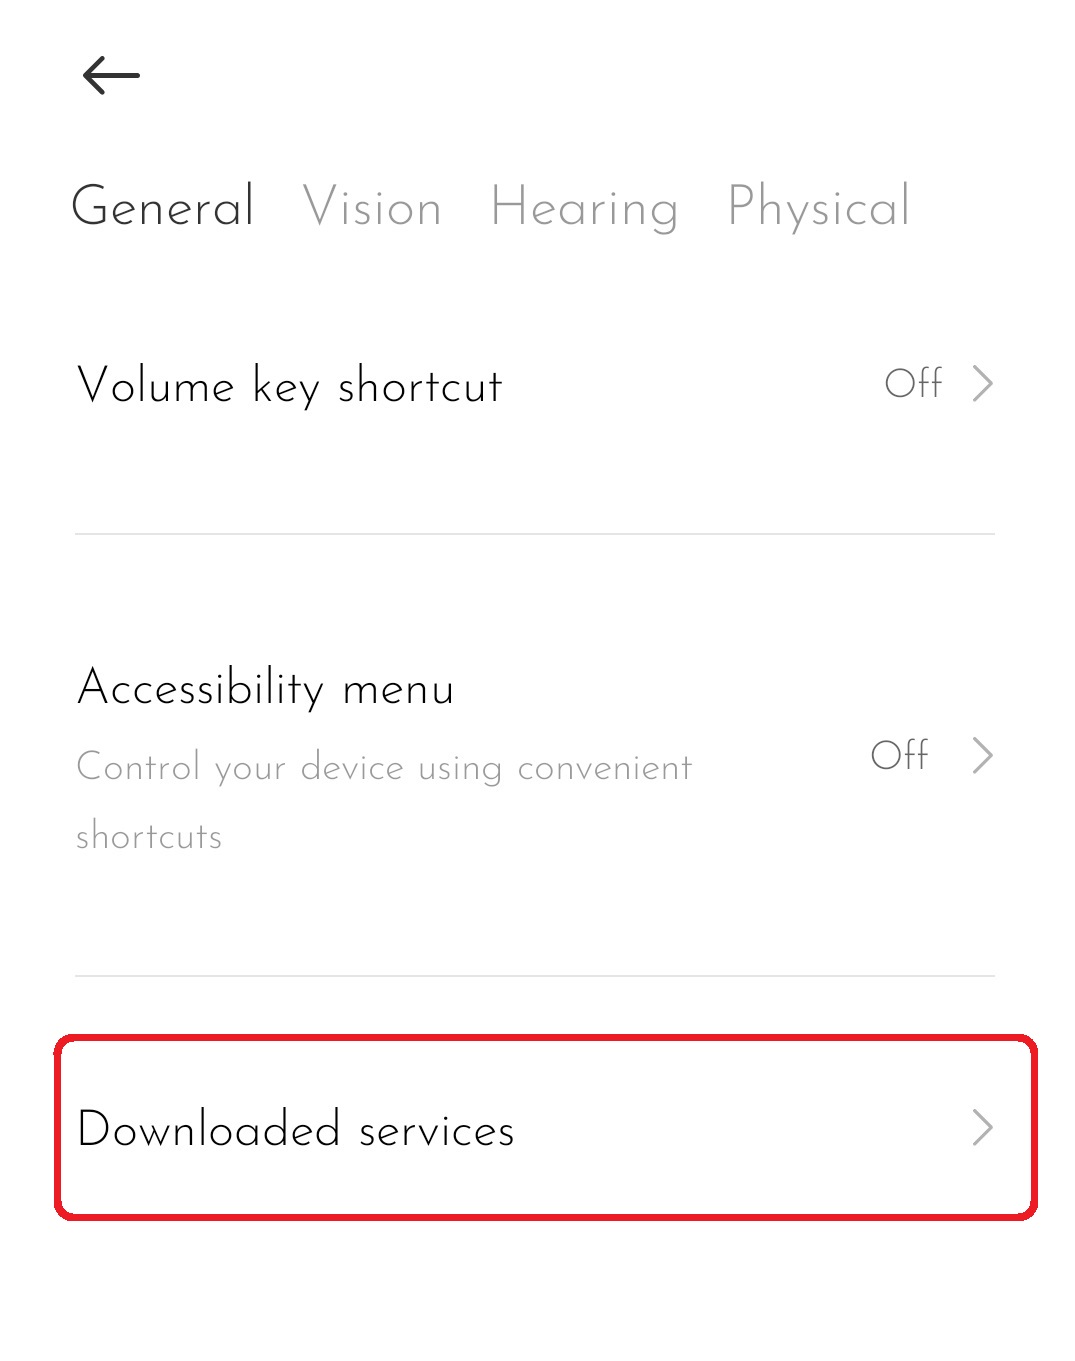 General Vision Hearing Physical
Volume key shortcut Off
Accessibility menu
Control your device using convenient Off
shortcuts
Downloaded services